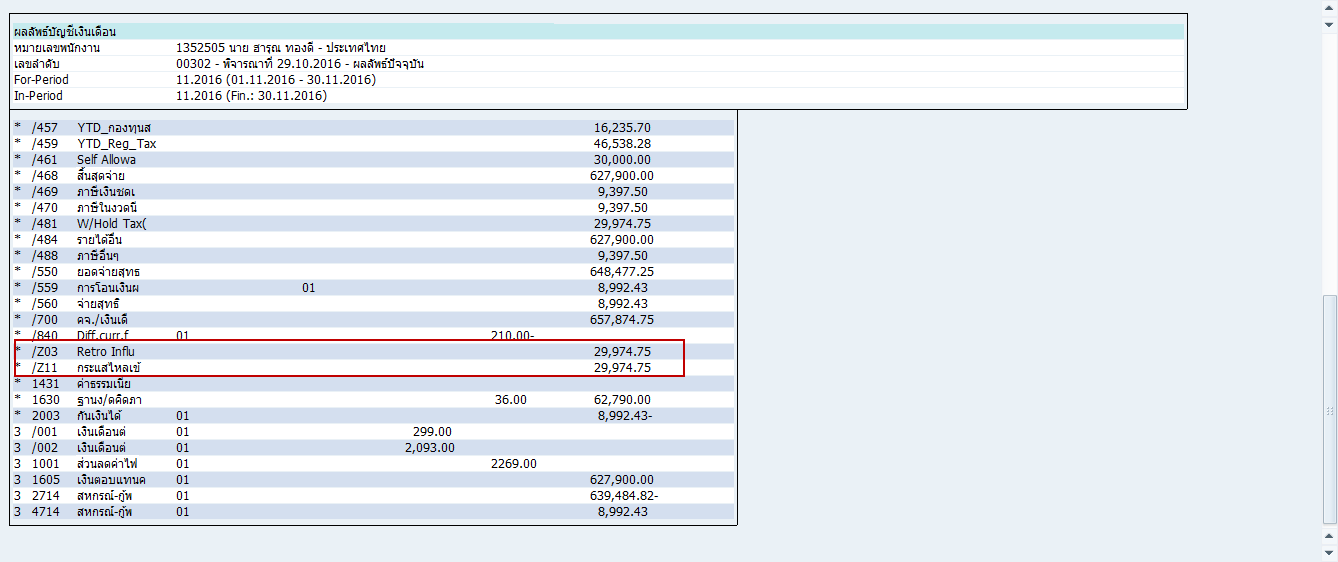 ผลลัพธ์บัญชีเงินเดือน
หมายเลขพนักงาน 1352505 นาย ฮารุณ ทองดี - ประเทศไทย
เลขลำดับ 00302 - พิจารณาที่ 29.10.2016 - ผลลัพธ์ปัจจุบัน
For-Period 11.2016 (01.11.2016 - 30.11.2016)
In-Period 11.2016 (Fin.: 30.11.2016)
* /457 YTD_กองทุนส 16,235.70
* /459 YTD_Reg_Tax 46,538.28
* /461 Self Allowa 30,000.00
* /468 สิ้นสุดจ่าย 627,900.00
* /469 ภาษีเงินชดเ 9,397.50
* /470 ภาษีในงวดนี้ 9,397.50
* /481 W/Hold Tax( 29,974.75
* /484 รายได้อื่น 627,900.00
* /488 ภาษีอื่นๆ 9,397.50
* /550 ยอดจ่ายสุทธ 648,477.25
* /559 การโอนเงินผ 01 8,992.43
* /560 จ่ายสุทธิ 8,992.43
* /700 คจ./เงินเดื 657,874.75
* /840 Diff.curr.f 01 210.00-
* /Z03 Retro Influ 29,974.75
* /Z11 กระแสไหลเข้ 29,974.75
* 1431 ค่าธรรมเนีย
* 1630 ฐานง/ดคิดภา 36.00 62,790.00
* 2003 กันเงินได้ 01 8,992.43-
3 /001 เงินเดือนต่ 01 299.00
3 /002 เงินเดือนต่ 01 2,093.00
3 1001 ส่วนลดค่าไฟ 01 2269.00
3 1605 เงินตอบแทนค 01 627,900.00
3 2714 สหกรณ์-กู้พ 01 639,484.82-
3 4714 สหกรณ์-กู้พ 01 8,992.43